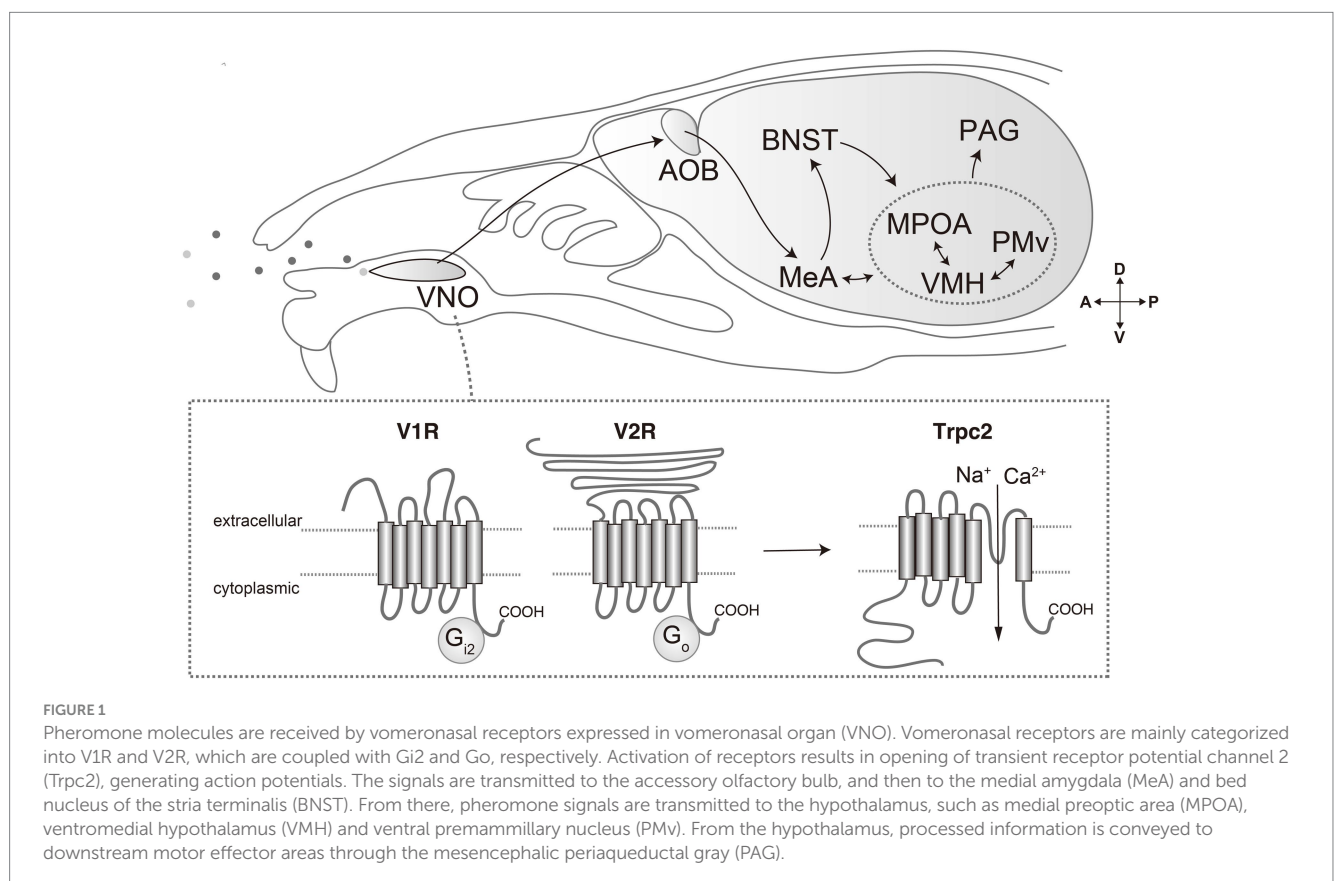 BNST
PAG
AOB
MPOA
PMv
MeA
VMH
VNO
D
A
P
V
V1R
V2R
Trpc2
Na⁺ Ca²⁺
extracellular
cytoplasmic
COOH
COOH
COOH
Gi2
Go
FIGURE 1
Pheromone molecules are received by vomeronasal receptors expressed in vomeronasal organ (VNO). Vomeronasal receptors are mainly categorized
into V1R and V2R, which are coupled with Gi2 and Go, respectively. Activation of receptors results in opening of transient receptor potential channel 2
(Trpc2), generating action potentials. The signals are transmitted to the accessory olfactory bulb, and then to the medial amygdala (MeA) and bed
nucleus of the stria terminalis (BNST). From there, pheromone signals are transmitted to the hypothalamus, such as medial preoptic area (MPOA),
ventromedial hypothalamus (VMH) and ventral premammillary nucleus (PMv). From the hypothalamus, processed information is conveyed to
downstream motor effector areas through the mesencephalic periaqueductal gray (PAG).